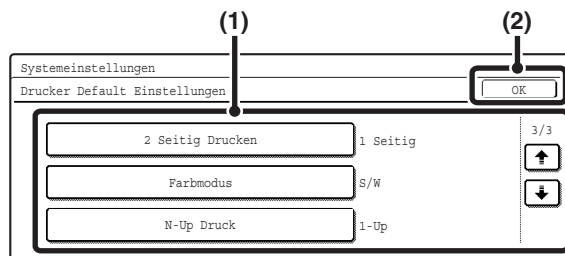 (1) (2)
Systemeinstellungen
Drucker Default Einstellungen OK
3/3
2 Seitig Drucken 1 Seitig
Farbmodus S/W
N-Up Druck 1-Up